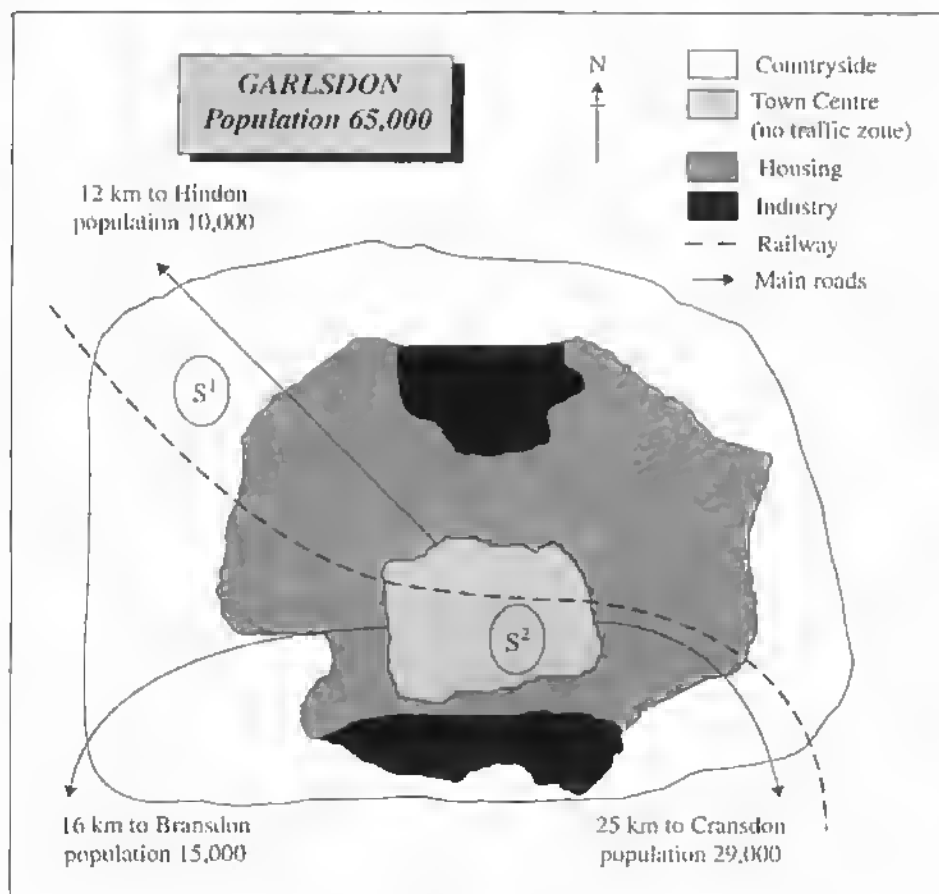 GARLSDON
Population 65,000
N
Countryside
Town Centre
(no traffic zone)
Housing
Industry
Railway
Main roads
12 km to Hindon
population 10,000
S¹
S²
16 km to Bransdon
population 15,000
25 km to Cransdon
population 29,000